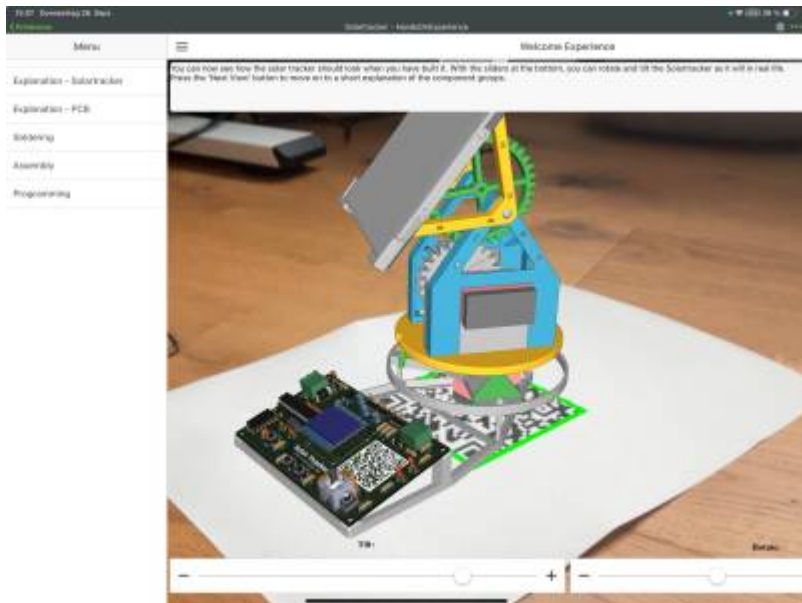 Solartracker - HandsOnExperience
Menu
Welcome Experience
You can now see how the solar tracker should look when you have built it. With the sliders at the bottom, you can rotate and tilt the Solartracker as it will in real life.
Press the 'Next View' button to move on to a short explanation of the component groups.
Explanation - Solartracker
Explanation - PCB
Soldering
Assembly
Programming
Tilt:
Rotate: